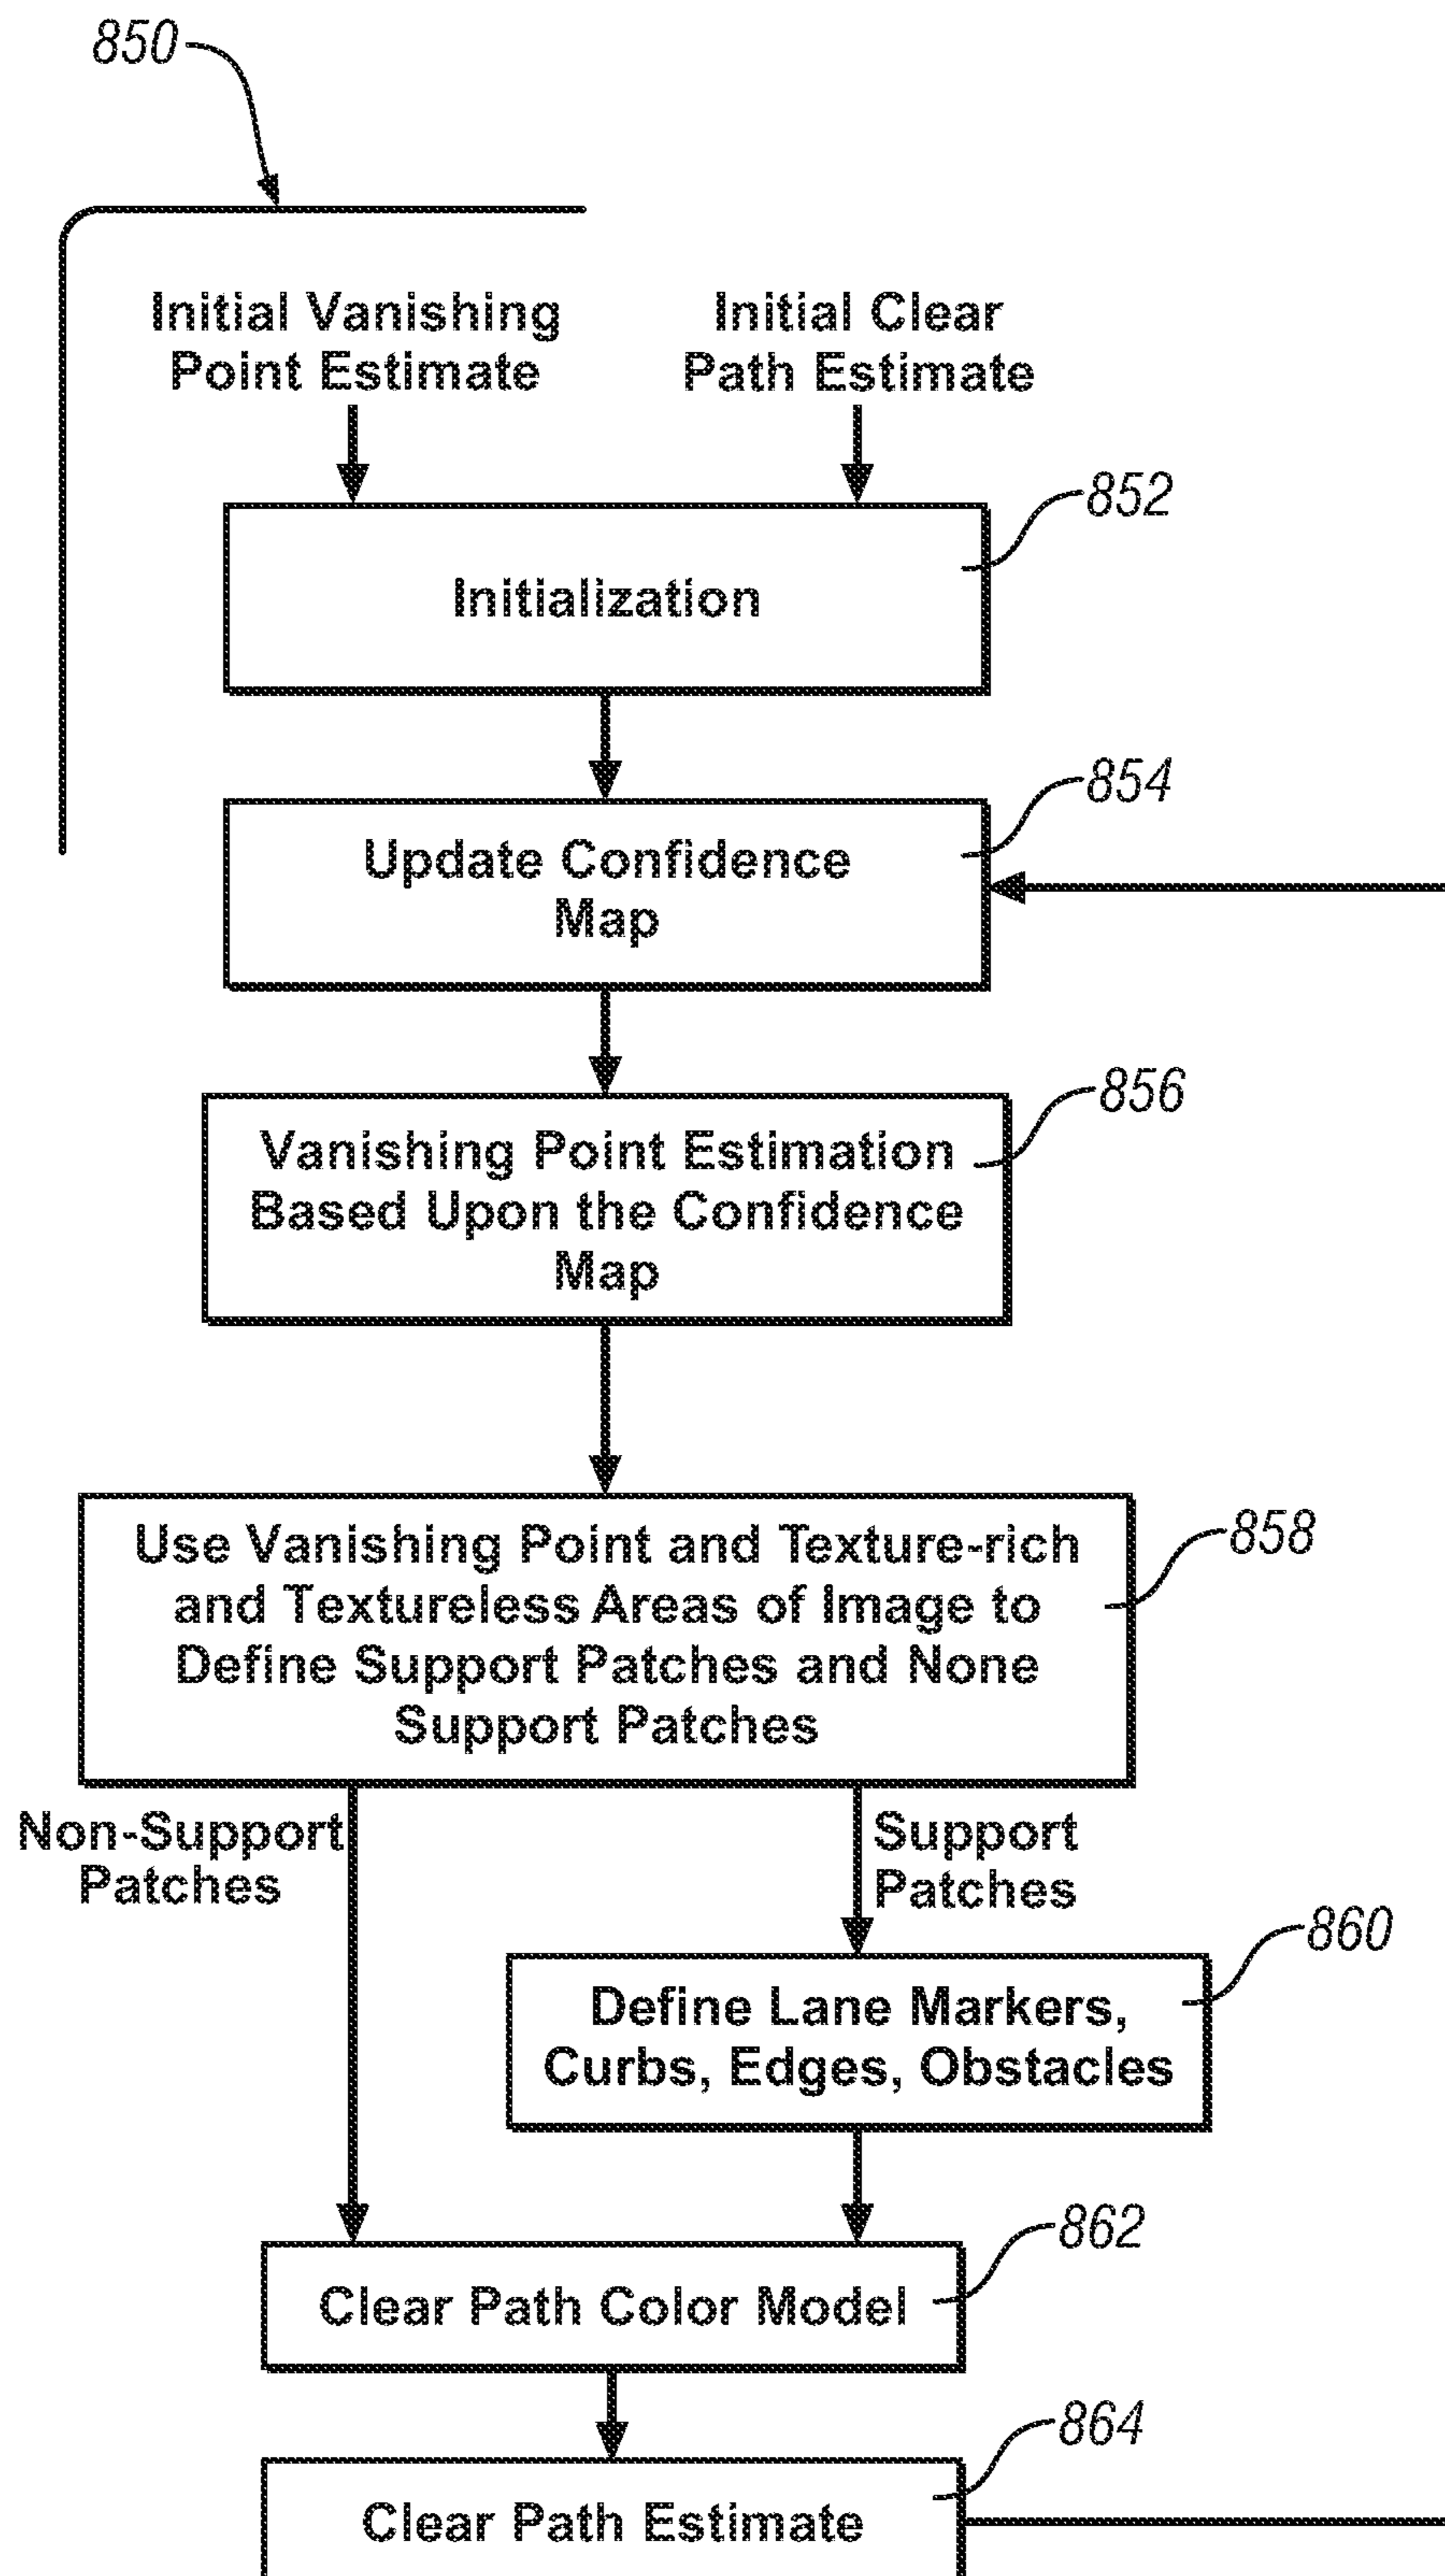 850
Initial Vanishing
Point Estimate
Initial Clear
Path Estimate
852
Initialization
854
Update Confidence
Map
856
Vanishing Point Estimation
Based Upon the Confidence
Map
858
Use Vanishing Point and Texture-rich
and Textureless Areas of Image to
Define Support Patches and None
Support Patches
Non-Support
Patches
Support
Patches
860
Define Lane Markers,
Curbs, Edges, Obstacles
862
Clear Path Color Model
864
Clear Path Estimate